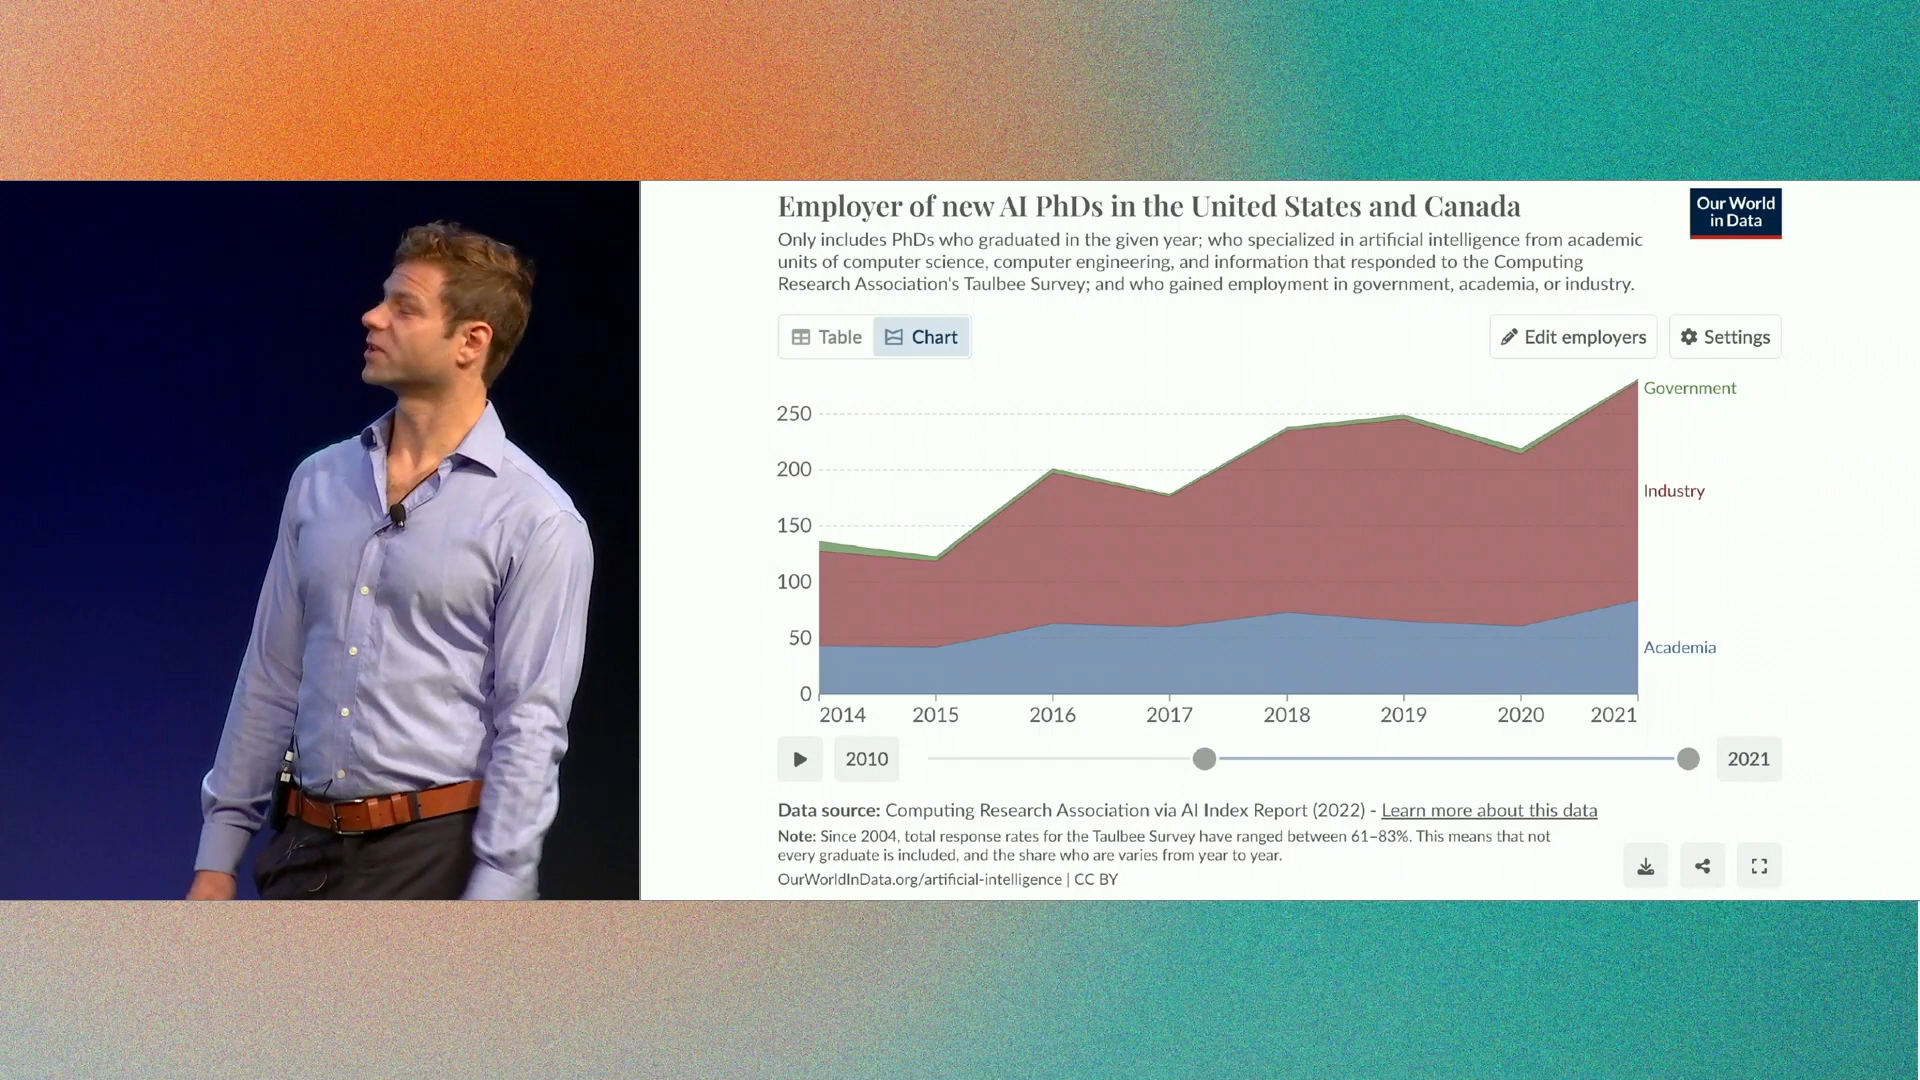 Employer of new AI PhDs in the United States and Canada
Our World
in Data
Only includes PhDs who graduated in the given year; who specialized in artificial intelligence from academic
units of computer science, computer engineering, and information that responded to the Computing
Research Association's Taulbee Survey; and who gained employment in government, academia, or industry.
Table
Chart
Edit employers
Settings
Government
250
200
Industry
150
100
50
Academia
0
2014 2015 2016 2017 2018 2019 2020 2021
2010
2021
Data source: Computing Research Association via AI Index Report (2022) - Learn more about this data
Note: Since 2004, total response rates for the Taulbee Survey have ranged between 61–83%. This means that not
every graduate is included, and the share who are varies from year to year.
OurWorldInData.org/artificial-intelligence | CC BY